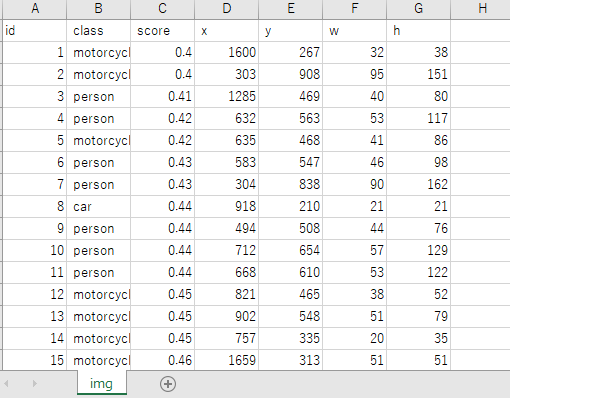 A B C D E F G H
id class score x y w h
1 motorcycl 0.4 1600 267 32 38
2 motorcycl 0.4 303 908 95 151
3 person 0.41 1285 469 40 80
4 person 0.42 632 563 53 117
5 motorcycl 0.42 635 468 41 86
6 person 0.43 583 547 46 98
7 person 0.43 304 838 90 162
8 car 0.44 918 210 21 21
9 person 0.44 494 508 44 76
10 person 0.44 712 654 57 129
11 person 0.44 668 610 53 122
12 motorcycl 0.45 821 465 38 52
13 motorcycl 0.45 902 548 51 79
14 motorcycl 0.45 757 335 20 35
15 motorcycl 0.46 1659 313 51 51
img